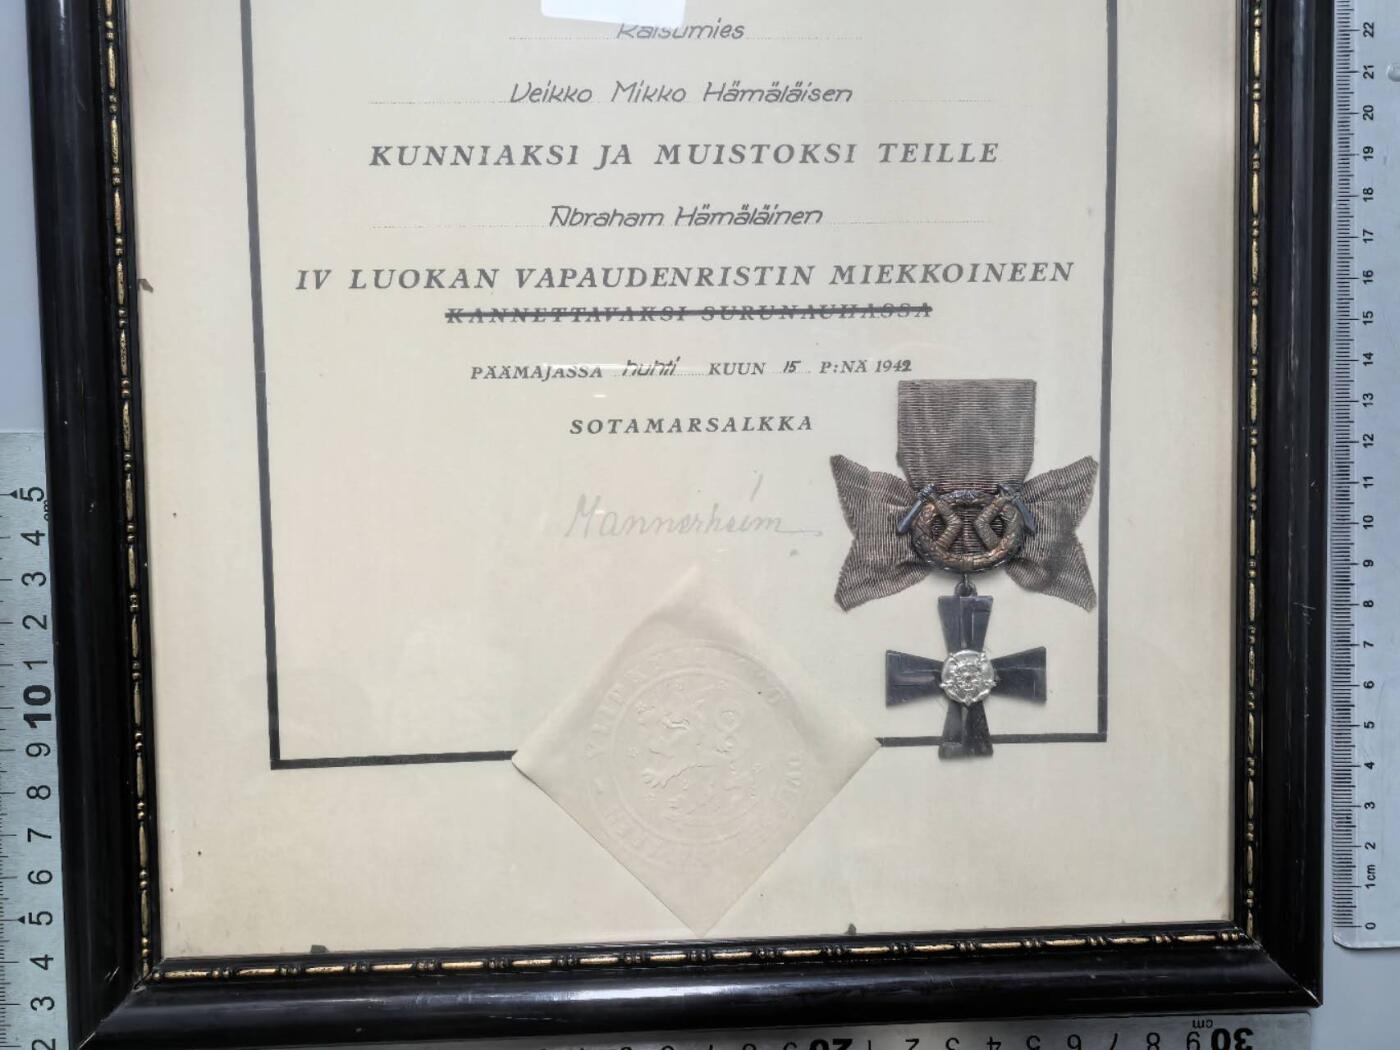 Veikko Mikko Hämäläisen
KUNNIAKSI JA MUISTOKSI TEILLE
Abraham Hämäläinen
IV LUOKAN VAPAUDENRISTIN MIEKKOINEEN
KANNETTAVAKSI SURUNAUHASSA
PÄÄMAJASSA huhti KUUN 15 P:NÄ 1942
SOTAMARSALKKA
Mannerheim